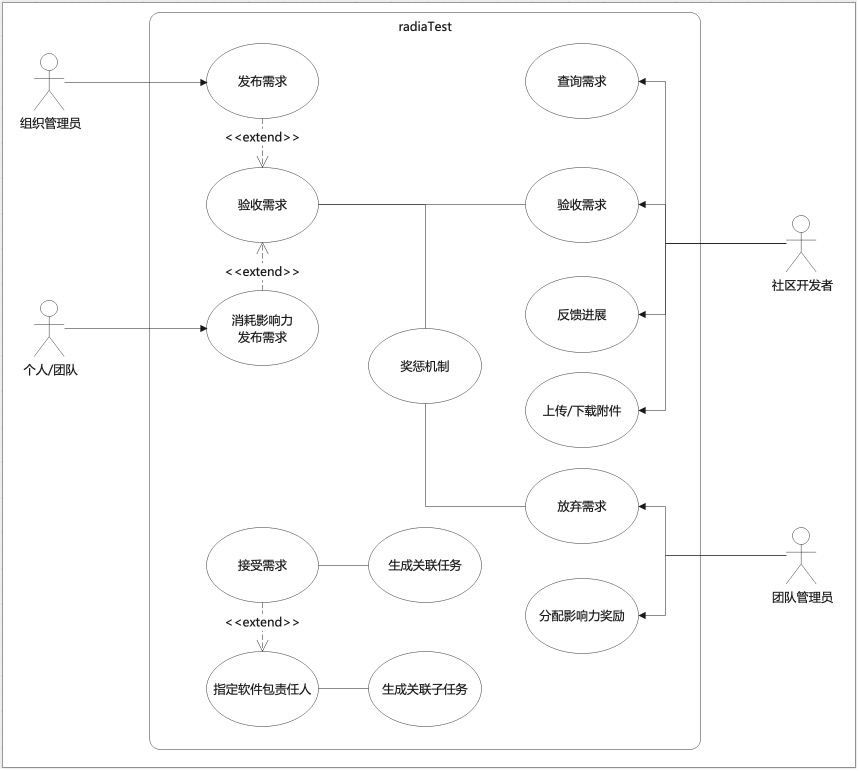 radiaTest
发布需求
查询需求
组织管理员
<<extend>>
验收需求
验收需求
社区开发者
<<extend>>
消耗影响力
发布需求
反馈进展
个人/团队
奖惩机制
上传/下载附件
放弃需求
接受需求
生成关联任务
团队管理员
分配影响力奖励
<<extend>>
指定软件包责任人
生成关联子任务